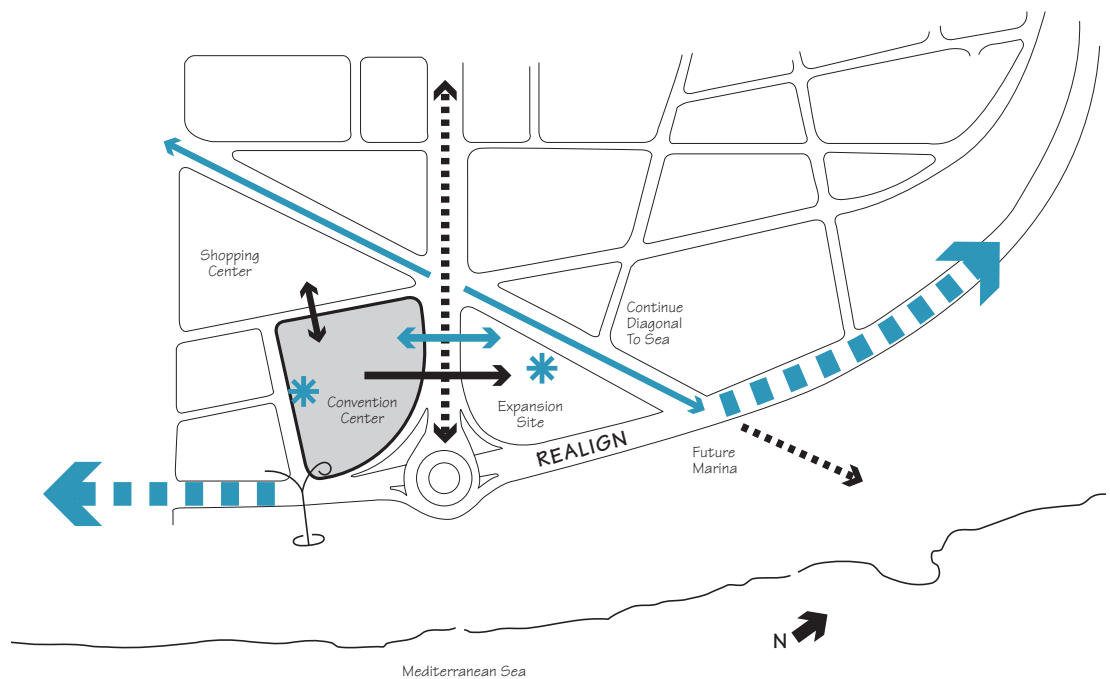 Shopping
Center
Continue
Diagonal
To Sea
Convention
Center
Expansion
Site
REALIGN
Future
Marina
N
Mediterranean Sea